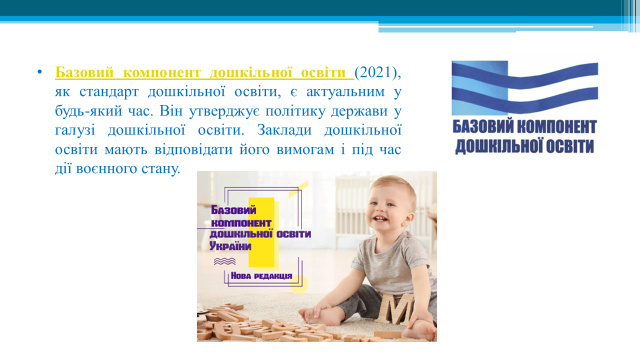 • Базовий компонент дошкільної освіти (2021),
як стандарт дошкільної освіти, є актуальним у
будь-який час. Він утверджує політику держави у
галузі дошкільної освіти. Заклади дошкільної
освіти мають відповідати його вимогам і під час
дії воєнного стану.
БАЗОВИЙ КОМПОНЕНТ
ДОШКІЛЬНОЇ ОСВІТИ
Базовий
компонент
дошкільної освіти
України
Нова редакція
M